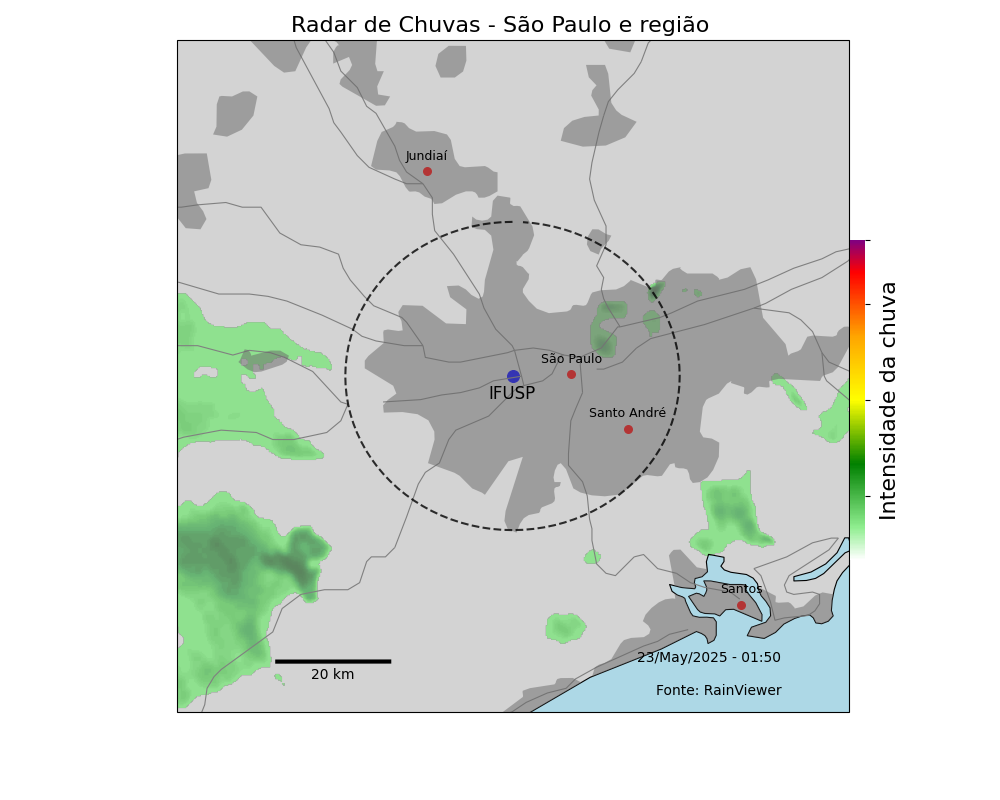 Radar de Chuvas - São Paulo e região
Jundiaí
São Paulo
IFUSP
Santo André
Intensidade da chuva
Santos
23/May/2025 - 01:50
20 km
Fonte: RainViewer